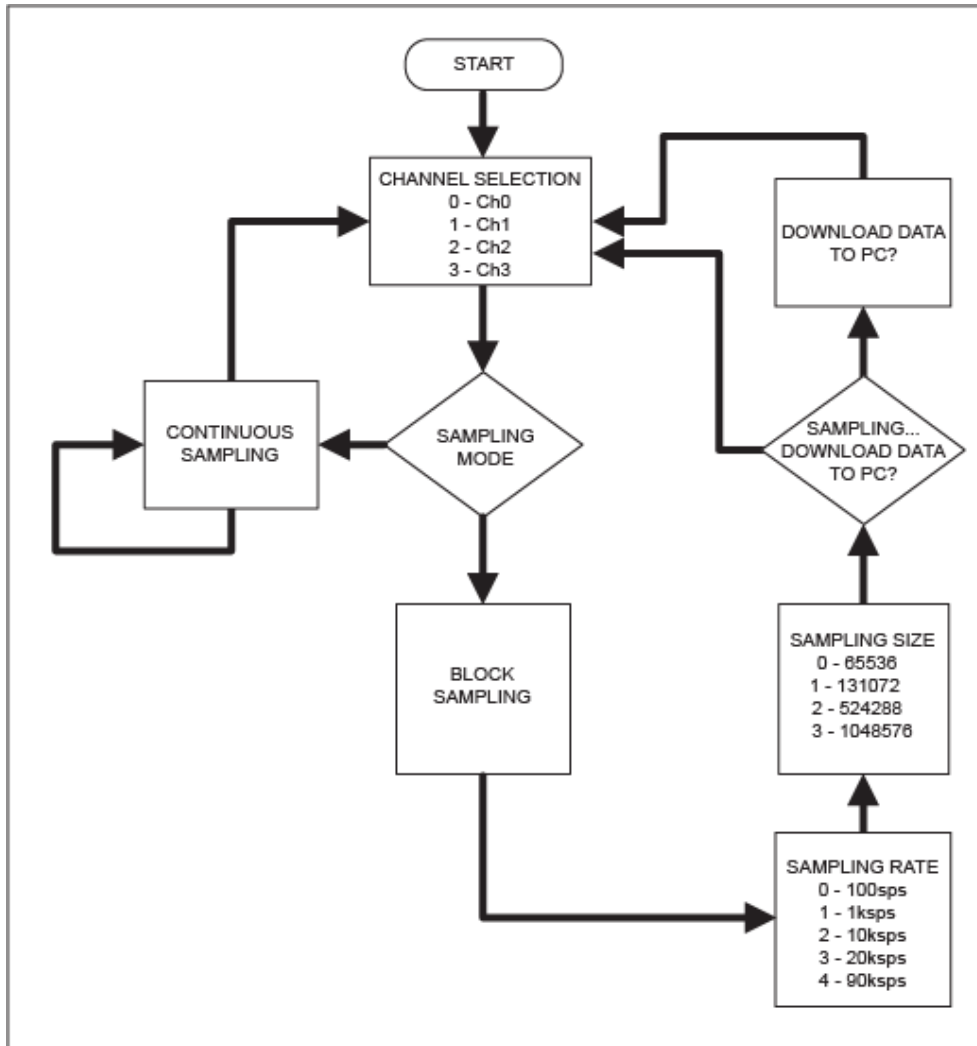 START
CHANNEL SELECTION
0 - Ch0
1 - Ch1
2 - Ch2
3 - Ch3
DOWNLOAD DATA
TO PC?
CONTINUOUS
SAMPLING
SAMPLING
MODE
SAMPLING...
DOWNLOAD DATA
TO PC?
BLOCK
SAMPLING
SAMPLING SIZE
0 - 65536
1 - 131072
2 - 524288
3 - 1048576
SAMPLING RATE
0 - 100sps
1 - 1ksps
2 - 10ksps
3 - 20ksps
4 - 90ksps